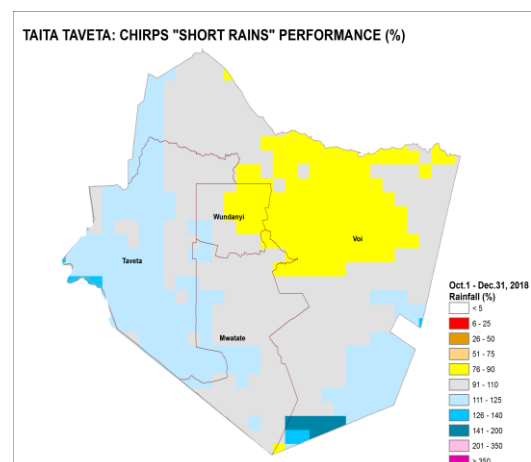 TAITA TAVETA: CHIRPS "SHORT RAINS" PERFORMANCE (%)
Wundanyi
Voi
Taveta
Mwatate
Oct.1 - Dec.31, 2018
Rainfall (%)
< 5
6 - 25
26 - 50
51 - 75
76 - 90
91 - 110
111 - 125
126 - 140
141 - 200
201 - 350
> 350